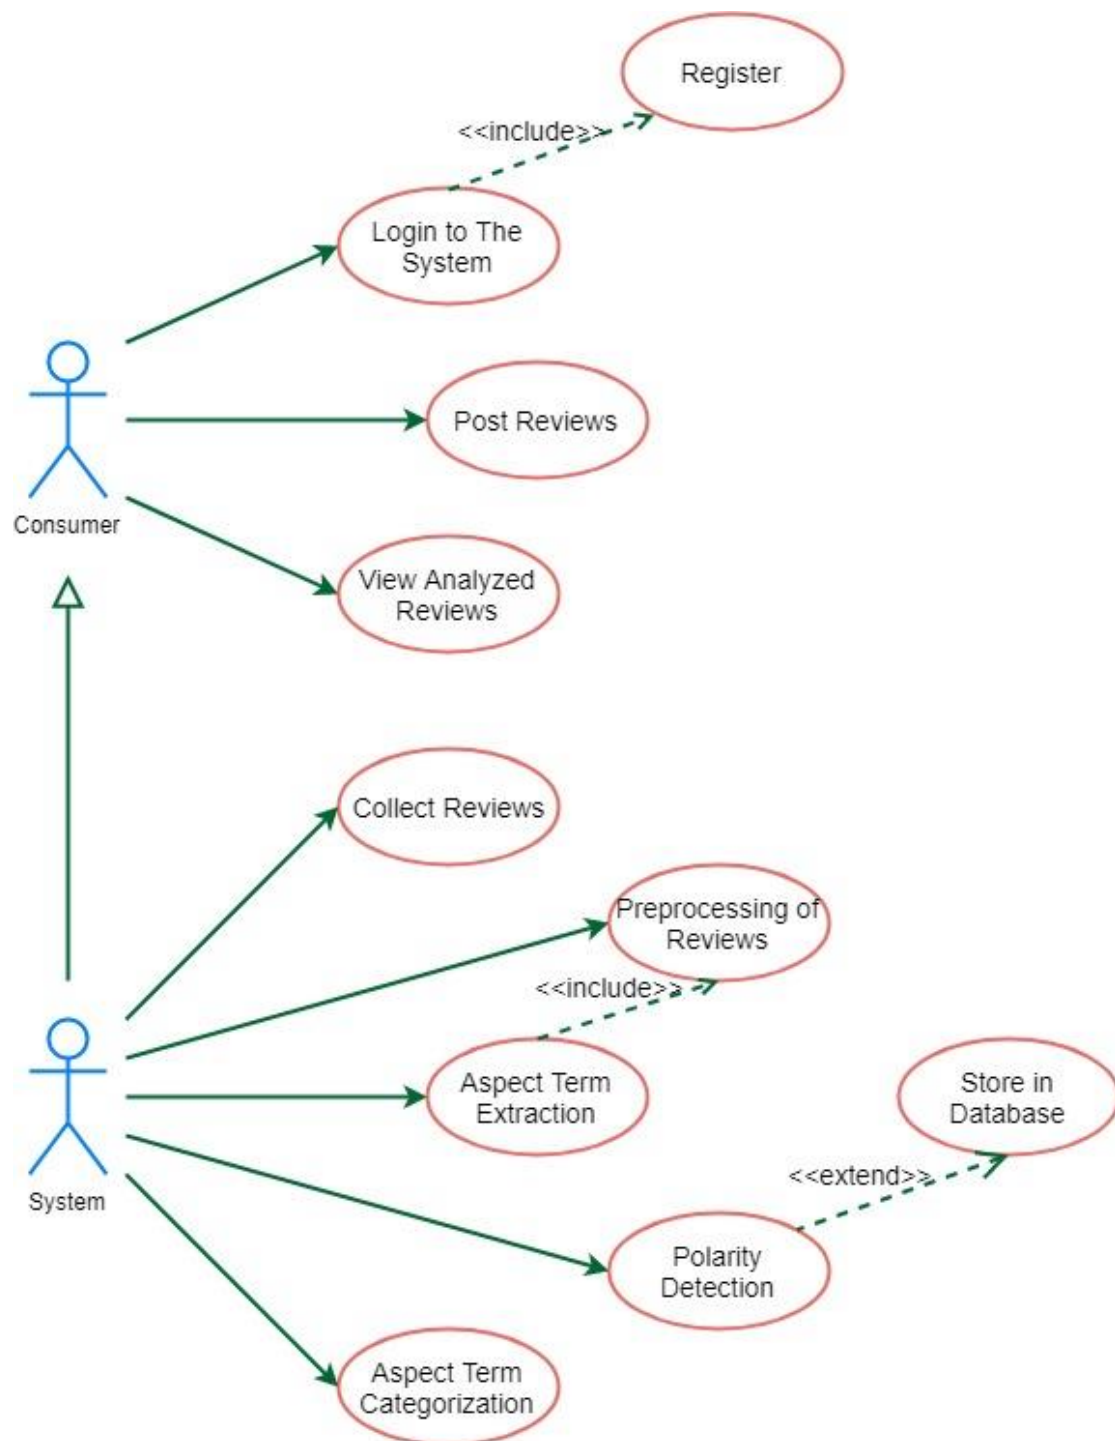 Register
<<include>>
Login to The
System
Post Reviews
Consumer
View Analyzed
Reviews
Collect Reviews
Preprocessing of
Reviews
<<include>>
Aspect Term
Extraction
Store in
Database
<<extend>>
System
Polarity
Detection
Aspect Term
Categorization